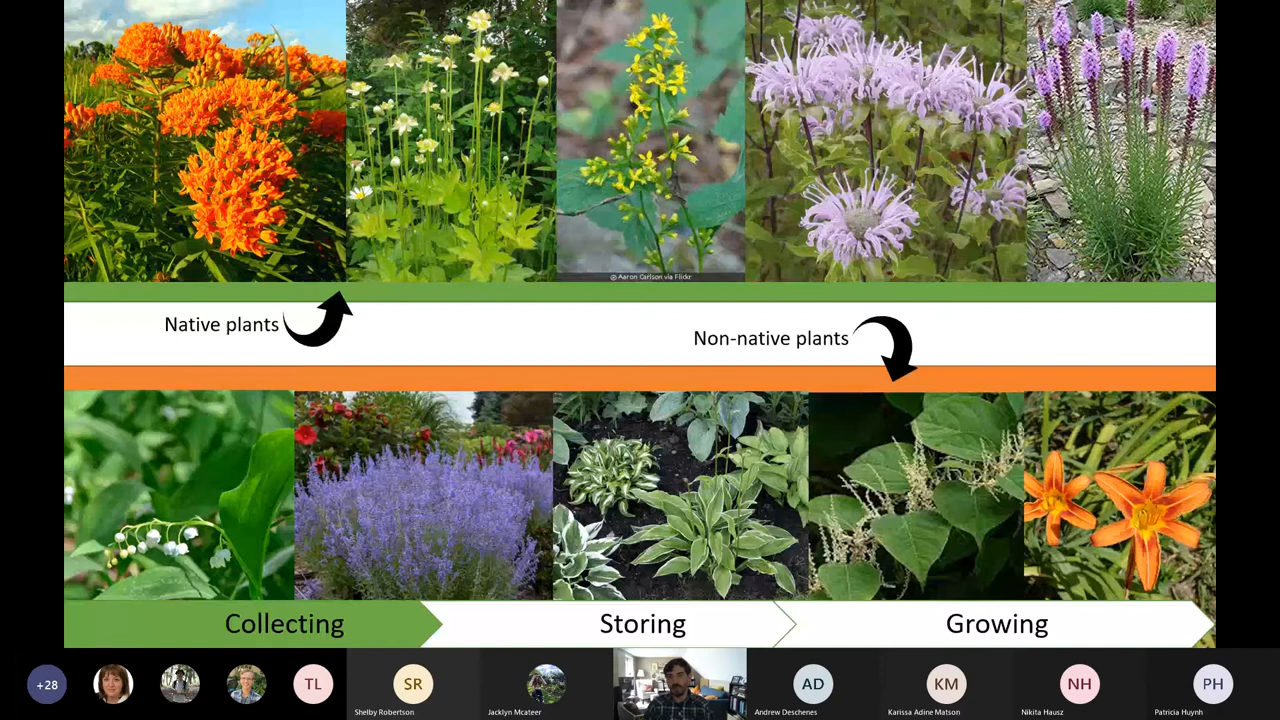 @ Aaron Carlson via Flickr
Native plants
Non-native plants
Collecting
Storing
Growing
+28
TL
SR
Shelby Robertson
Jacklyn Mcateer
AD
Andrew Deschenes
KM
Karissa Adine Matson
NH
Nikita Hausz
PH
Patricia Huynh